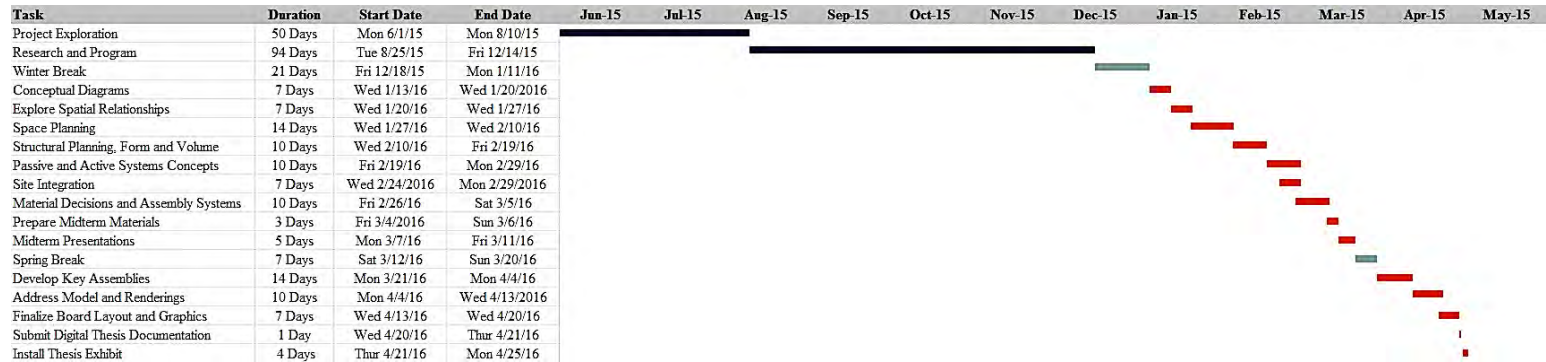 Task Duration Start Date End Date Jun-15 Jul-15 Aug-15 Sep-15 Oct-15 Nov-15 Dec-15 Jan-15 Feb-15 Mar-15 Apr-15 May-15
Project Exploration 50 Days Mon 6/1/15 Mon 8/10/15
Research and Program 94 Days Tue 8/25/15 Fri 12/14/15
Winter Break 21 Days Fri 12/18/15 Mon 1/11/16
Conceptual Diagrams 7 Days Wed 1/13/16 Wed 1/20/2016
Explore Spatial Relationships 7 Days Wed 1/20/16 Wed 1/27/16
Space Planning 14 Days Wed 1/27/16 Wed 2/10/16
Structural Planning, Form and Volume 10 Days Wed 2/10/16 Fri 2/19/16
Passive and Active Systems Concepts 10 Days Fri 2/19/16 Mon 2/29/16
Site Integration 7 Days Wed 2/24/2016 Mon 2/29/2016
Material Decisions and Assembly Systems 10 Days Fri 2/26/16 Sat 3/5/16
Prepare Midterm Materials 3 Days Fri 3/4/2016 Sun 3/6/16
Midterm Presentations 5 Days Mon 3/7/16 Fri 3/11/16
Spring Break 7 Days Sat 3/12/16 Sun 3/20/16
Develop Key Assemblies 14 Days Mon 3/21/16 Mon 4/4/16
Address Model and Renderings 10 Days Mon 4/4/16 Wed 4/13/2016
Finalize Board Layout and Graphics 7 Days Wed 4/13/16 Wed 4/20/16
Submit Digital Thesis Documentation 1 Day Wed 4/20/16 Thur 4/21/16
Install Thesis Exhibit 4 Days Thur 4/21/16 Mon 4/25/16